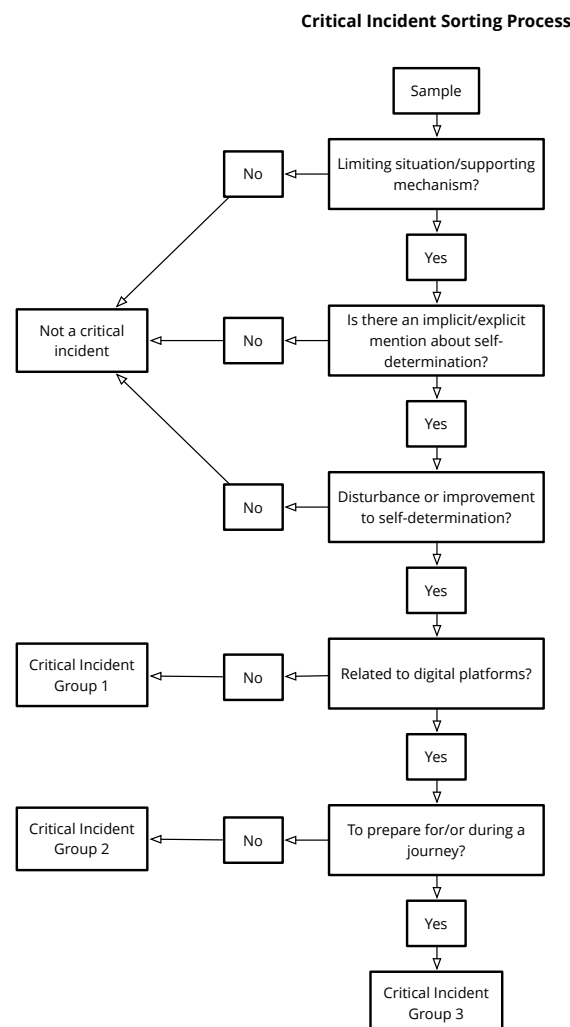 Critical Incident Sorting Process
Sample
Limiting situation/supporting
mechanism?
No
Yes
Is there an implicit/explicit
mention about self-
determination?
No
Not a critical
incident
Yes
Disturbance or improvement
to self-determination?
No
Yes
Related to digital platforms?
No
Critical Incident
Group 1
Yes
To prepare for/or during a
journey?
No
Critical Incident
Group 2
Yes
Critical Incident
Group 3